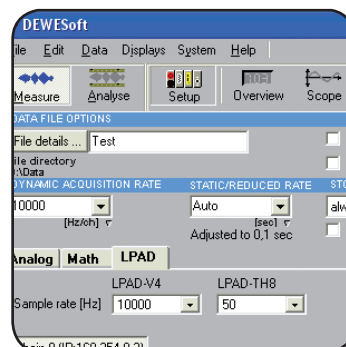 DEWESoft
ile Edit Data Displays System Help
Measure Analyse Setup Overview Scope
DATA FILE OPTIONS
File details ... Test
ile directory
:\Data
DYNAMIC ACQUISITION RATE STATIC/REDUCED RATE STO
10000 Auto alw
[Hz/ch] [sec]
Adjusted to 0,1 sec
Analog Math LPAD
LPAD-V4 LPAD-TH8
Sample rate [Hz] 10000 50